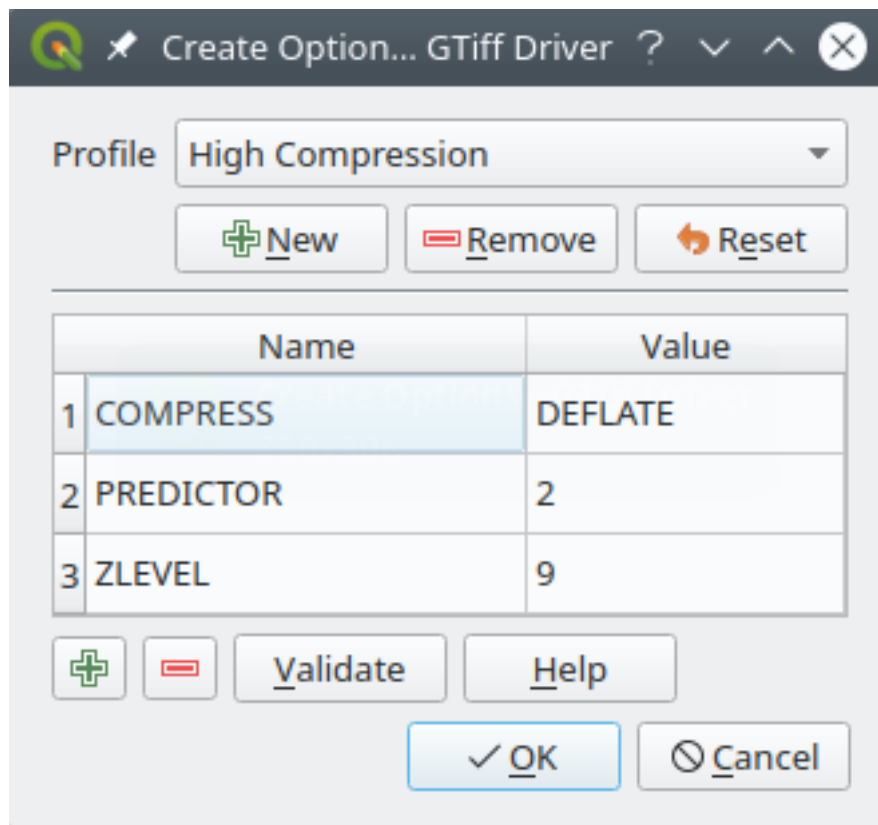 Create Option... GTiff Driver ?
Profile High Compression
New Remove Reset
Name Value
1 COMPRESS DEFLATE
2 PREDICTOR 2
3 ZLEVEL 9
Validate Help
OK Cancel